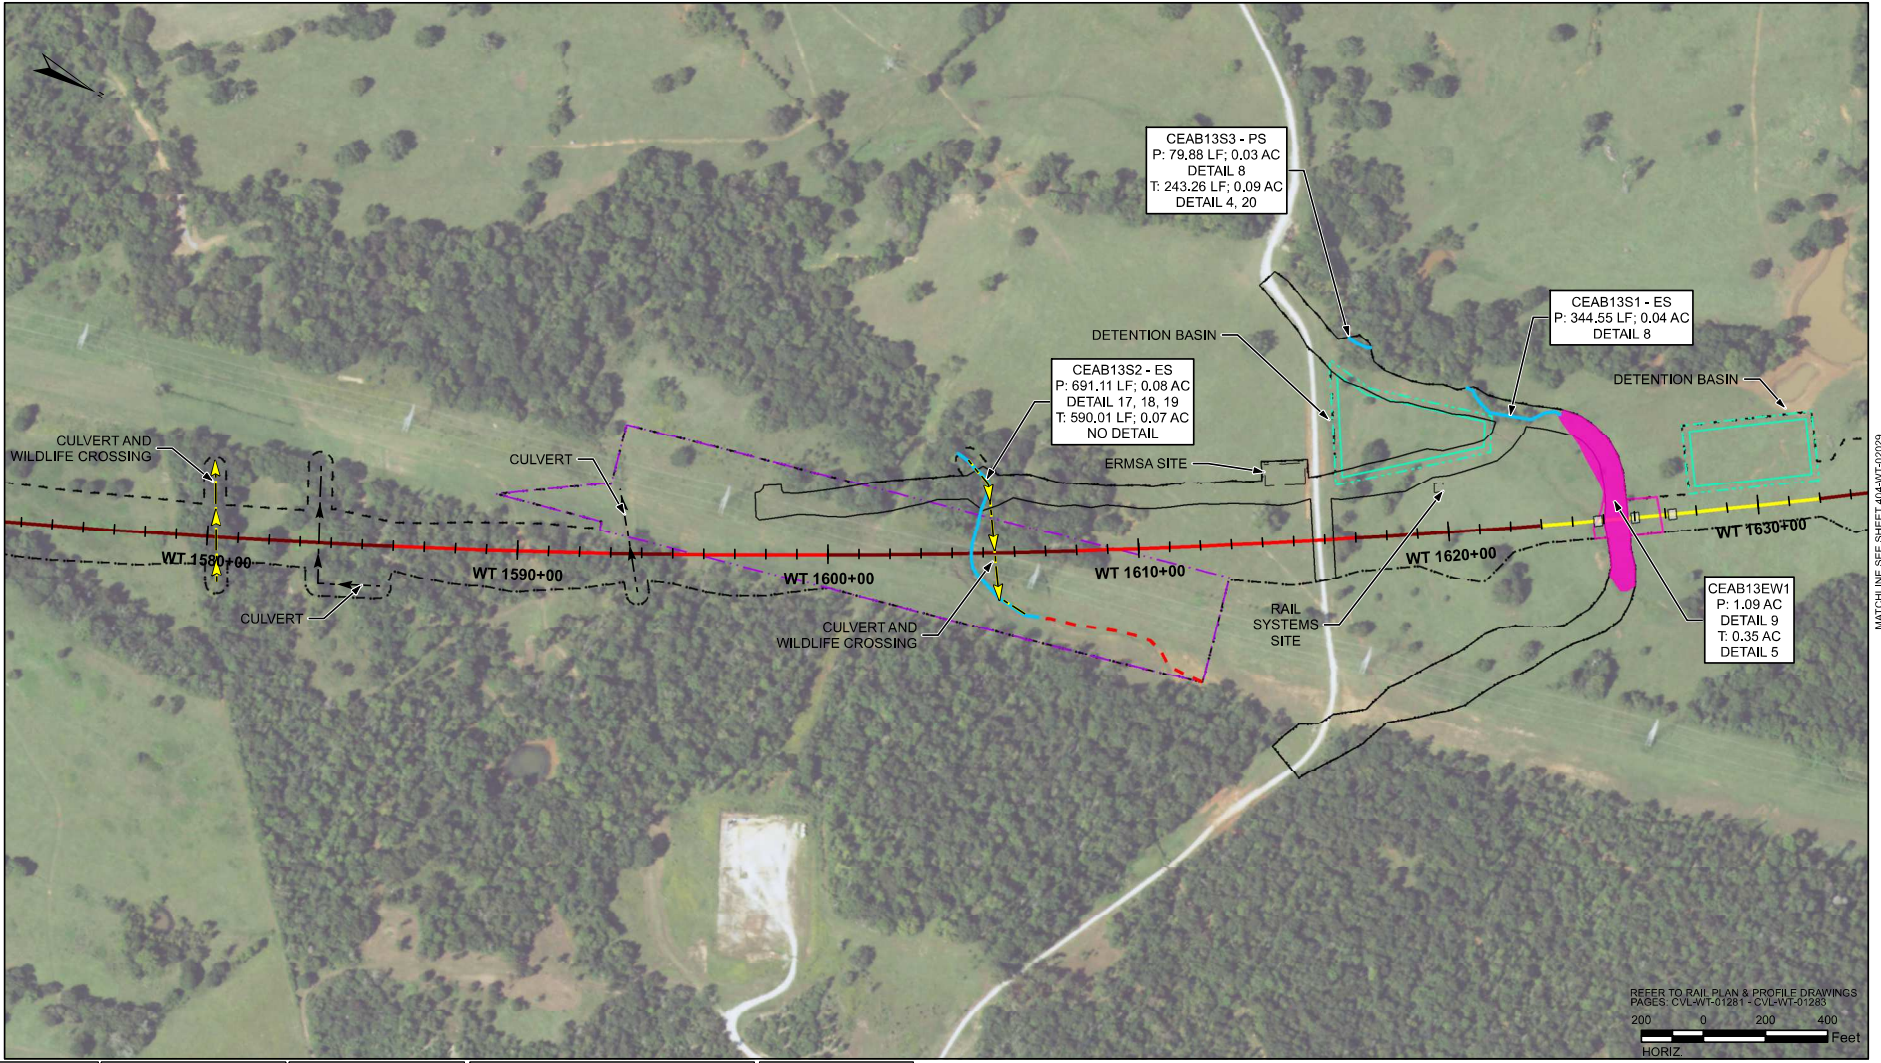 CEAB13S3 - PS
P: 79.88 LF; 0.03 AC
DETAIL 8
T: 243.26 LF; 0.09 AC
DETAIL 4, 20
CEAB13S1 - ES
P: 344.55 LF; 0.04 AC
DETAIL 8
DETENTION BASIN
CEAB13S2 - ES
P: 691.11 LF; 0.08 AC
DETAIL 17, 18, 19
T: 590.01 LF; 0.07 AC
NO DETAIL
DETENTION BASIN
CULVERT AND
WILDLIFE CROSSING
CULVERT
ERMSA SITE
MATCHLINE SEE SHEET 404-WT-02029
WT 1580+00
WT 1590+00
WT 1600+00
WT 1610+00
WT 1620+00
WT 1630+00
CULVERT
CULVERT AND
WILDLIFE CROSSING
RAIL
SYSTEMS
SITE
CEAB13EW1
P: 1.09 AC
DETAIL 9
T: 0.35 AC
DETAIL 5
REFER TO RAIL PLAN & PROFILE DRAWINGS
PAGES: CVL-WT-01281 - CVL-WT-01283
200 0 200 400
Feet
HORIZ.